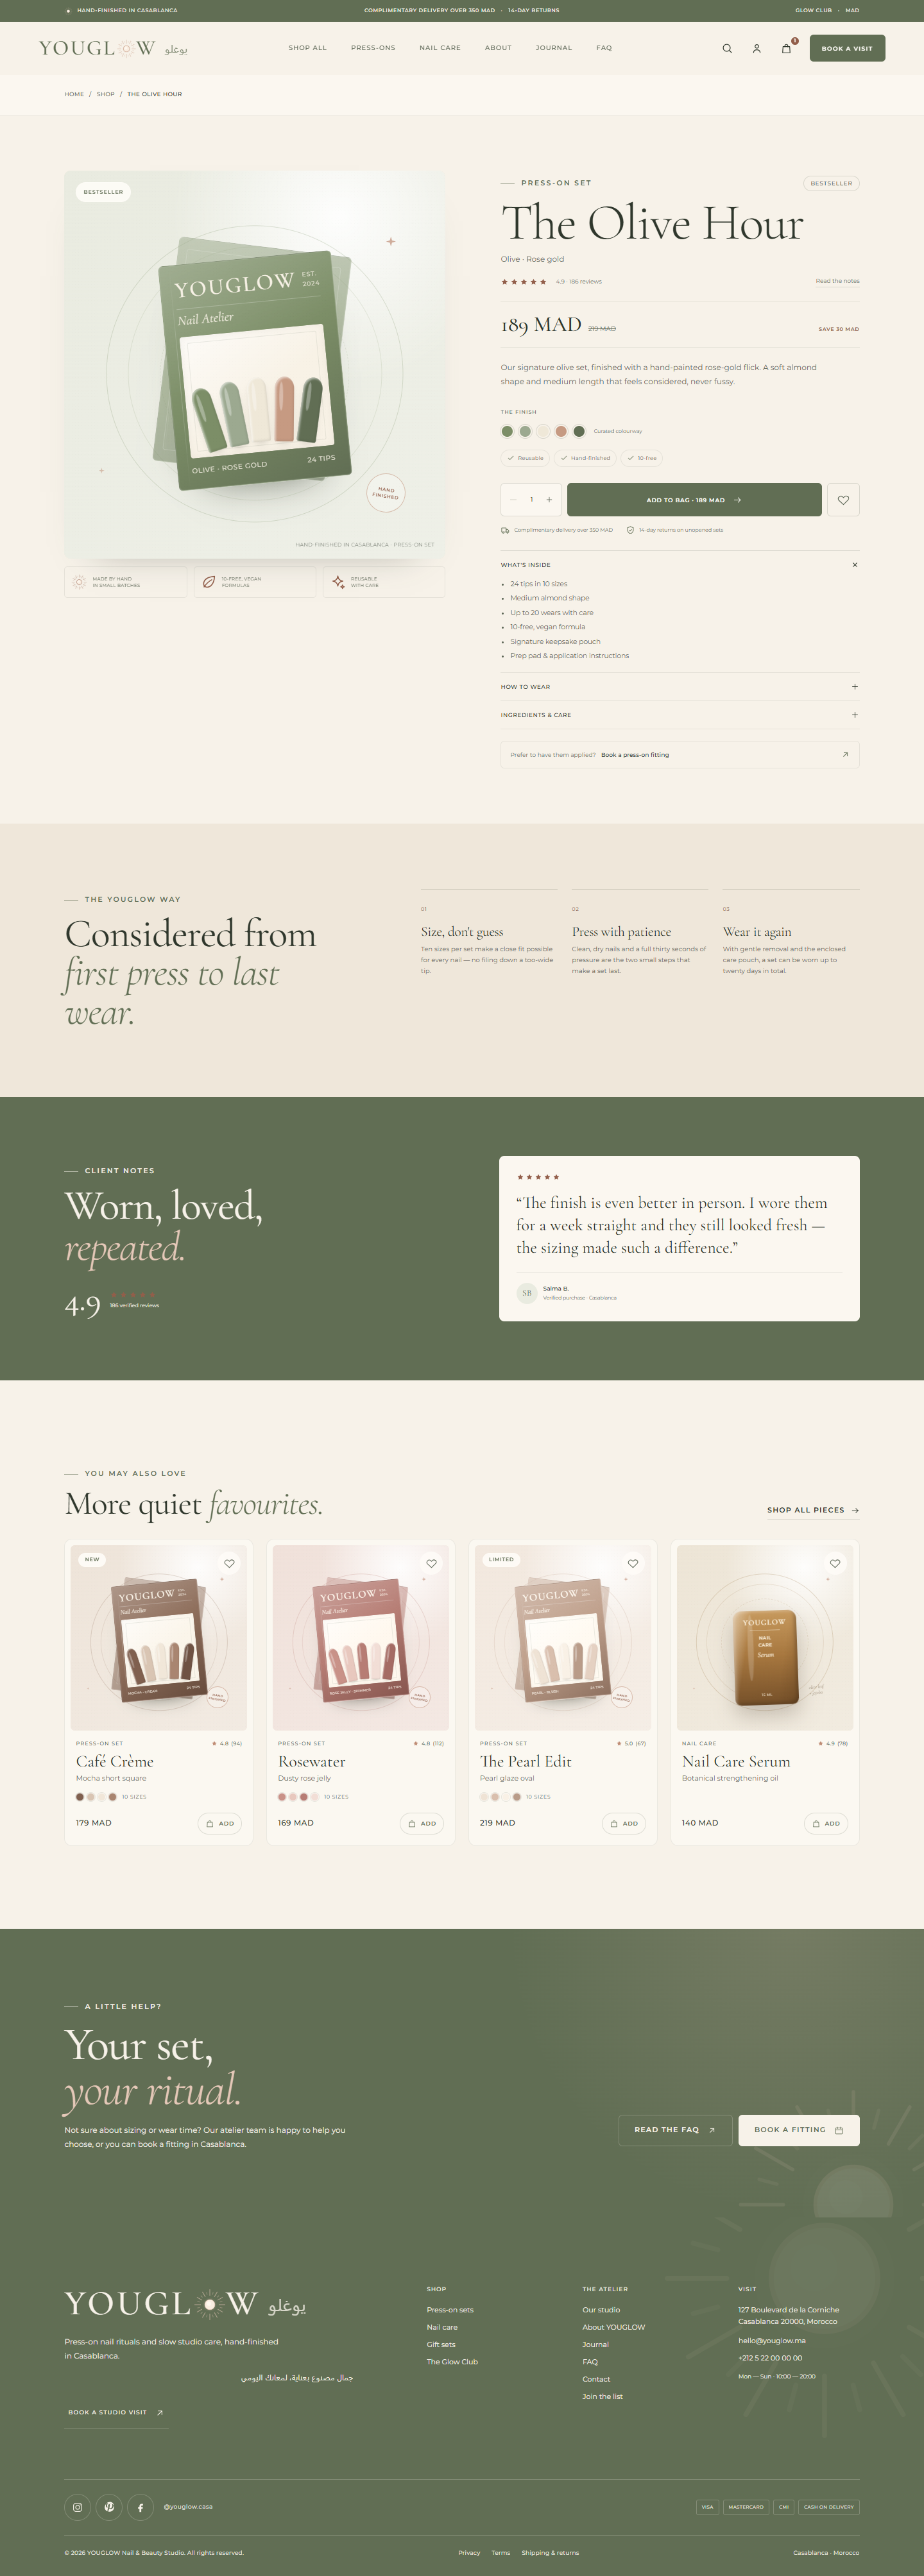 HAND-FINISHED IN CASABLANCA
COMPLIMENTARY DELIVERY OVER 350 MAD · 14-DAY RETURNS
GLOW CLUB · MAD
YOUGLOW يوغلو
SHOP ALL
PRESS-ONS
NAIL CARE
ABOUT
JOURNAL
FAQ
1
BOOK A VISIT
HOME / SHOP / THE OLIVE HOUR
BESTSELLER
YOUGLOW
EST.
2024
Nail Atelier
OLIVE · ROSE GOLD
24 TIPS
HAND
FINISHED
HAND-FINISHED IN CASABLANCA · PRESS-ON SET
MADE BY HAND
IN SMALL BATCHES
10-FREE, VEGAN
FORMULAS
REUSABLE
WITH CARE
PRESS-ON SET
BESTSELLER
The Olive Hour
Olive · Rose gold
4.9 · 186 reviews
Read the notes
189 MAD
219 MAD
SAVE 30 MAD
Our signature olive set, finished with a hand-painted rose-gold flick. A soft almond
shape and medium length that feels considered, never fussy.
THE FINISH
Curated colourway
Reusable
Hand-finished
10-free
1
ADD TO BAG · 189 MAD
Complimentary delivery over 350 MAD
14-day returns on unopened sets
WHAT'S INSIDE
24 tips in 10 sizes
Medium almond shape
Up to 20 wears with care
10-free, vegan formula
Signature keepsake pouch
Prep pad & application instructions
HOW TO WEAR
INGREDIENTS & CARE
Prefer to have them applied? Book a press-on fitting
THE YOUGLOW WAY
Considered from
first press to last
wear.
01
Size, don't guess
Ten sizes per set make a close fit possible
for every nail — no filing down a too-wide
tip.
02
Press with patience
Clean, dry nails and a full thirty seconds of
pressure are the two small steps that
make a set last.
03
Wear it again
With gentle removal and the enclosed
care pouch, a set can be worn up to
twenty days in total.
CLIENT NOTES
Worn, loved,
repeated.
4.9
186 verified reviews
“The finish is even better in person. I wore them
for a week straight and they still looked fresh —
the sizing made such a difference.”
SB
Salma B.
Verified purchase · Casablanca
YOU MAY ALSO LOVE
More quiet favourites.
SHOP ALL PIECES
NEW
YOUGLOW
Nail Atelier
MOCHA · CREAM
24 TIPS
PRESS-ON SET
4.8 (94)
Café Crème
Mocha short square
10 SIZES
179 MAD
ADD
YOUGLOW
Nail Atelier
24 TIPS
PRESS-ON SET
4.8 (112)
Rosewater
Dusty rose jelly
10 SIZES
169 MAD
ADD
LIMITED
YOUGLOW
Nail Atelier
24 TIPS
PRESS-ON SET
5.0 (67)
The Pearl Edit
Pearl glaze oval
10 SIZES
219 MAD
ADD
YOUGLOW
NAIL
CARE
Serum
15 ML
NAIL CARE
4.9 (78)
Nail Care Serum
Botanical strengthening oil
140 MAD
ADD
A LITTLE HELP?
Your set,
your ritual.
Not sure about sizing or wear time? Our atelier team is happy to help you
choose, or you can book a fitting in Casablanca.
READ THE FAQ
BOOK A FITTING
YOUGLOW يوغلو
Press-on nail rituals and slow studio care, hand-finished
in Casablanca.
جمال مصنوع بعناية، لمعانك اليومي
BOOK A STUDIO VISIT
SHOP
Press-on sets
Nail care
Gift sets
The Glow Club
THE ATELIER
Our studio
About YOUGLOW
Journal
FAQ
Contact
Join the list
VISIT
127 Boulevard de la Corniche
Casablanca 20000, Morocco
hello@youglow.ma
+212 5 22 00 00 00
Mon — Sun · 10:00 — 20:00
@youglow.casa
VISA
MASTERCARD
CMI
CASH ON DELIVERY
© 2026 YOUGLOW Nail & Beauty Studio. All rights reserved.
Privacy
Terms
Shipping & returns
Casablanca · Morocco